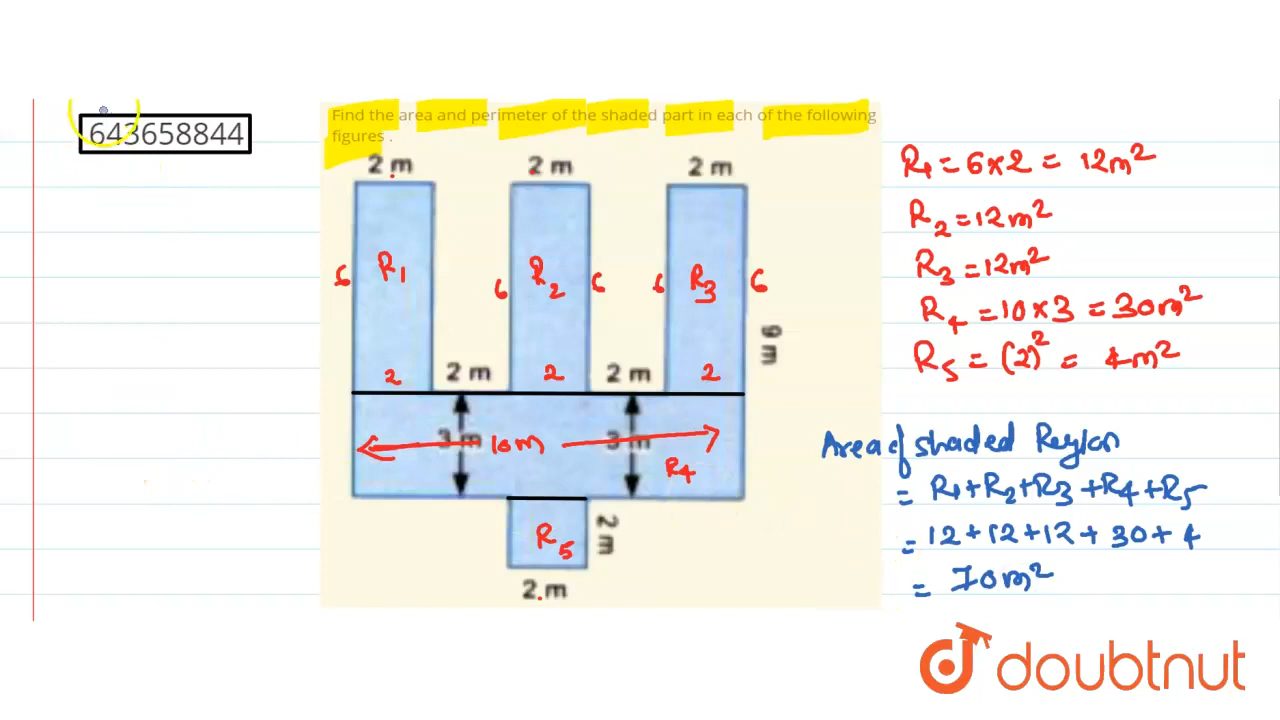 643658844
Find the area and perimeter of the shaded part in each of the following
figures .
2 m 2 m 2 m
R1 R2 R3
6 6 6 6 6
9 m
2 2 m 2 2 m 2
3 m 10m 3 m
R4
R5 2 m
2 m
R1 = 6×2 = 12m²
R2 = 12m²
R3 = 12m²
R4 = 10×3 = 30m²
R5 = (2)² = 4m²
Area of shaded Region
= R1+R2+R3+R4+R5
= 12+12+12+30+4
= 70m²
doubtnut